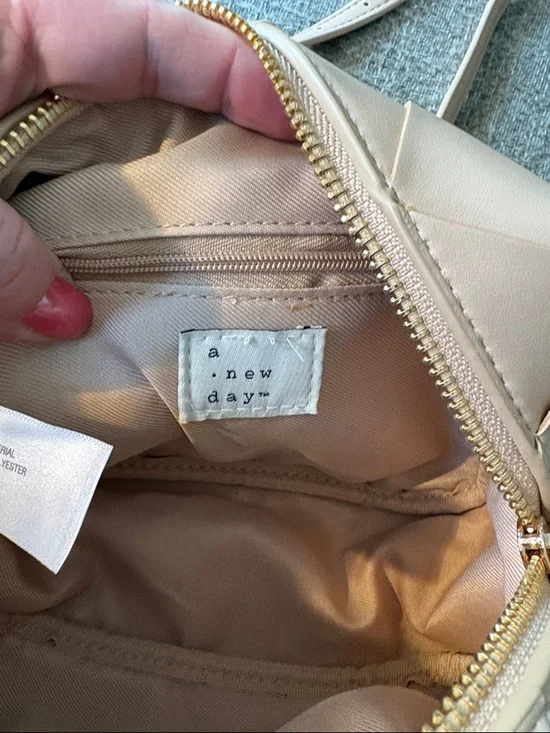 a
· new
day™
RIAL
YESTER